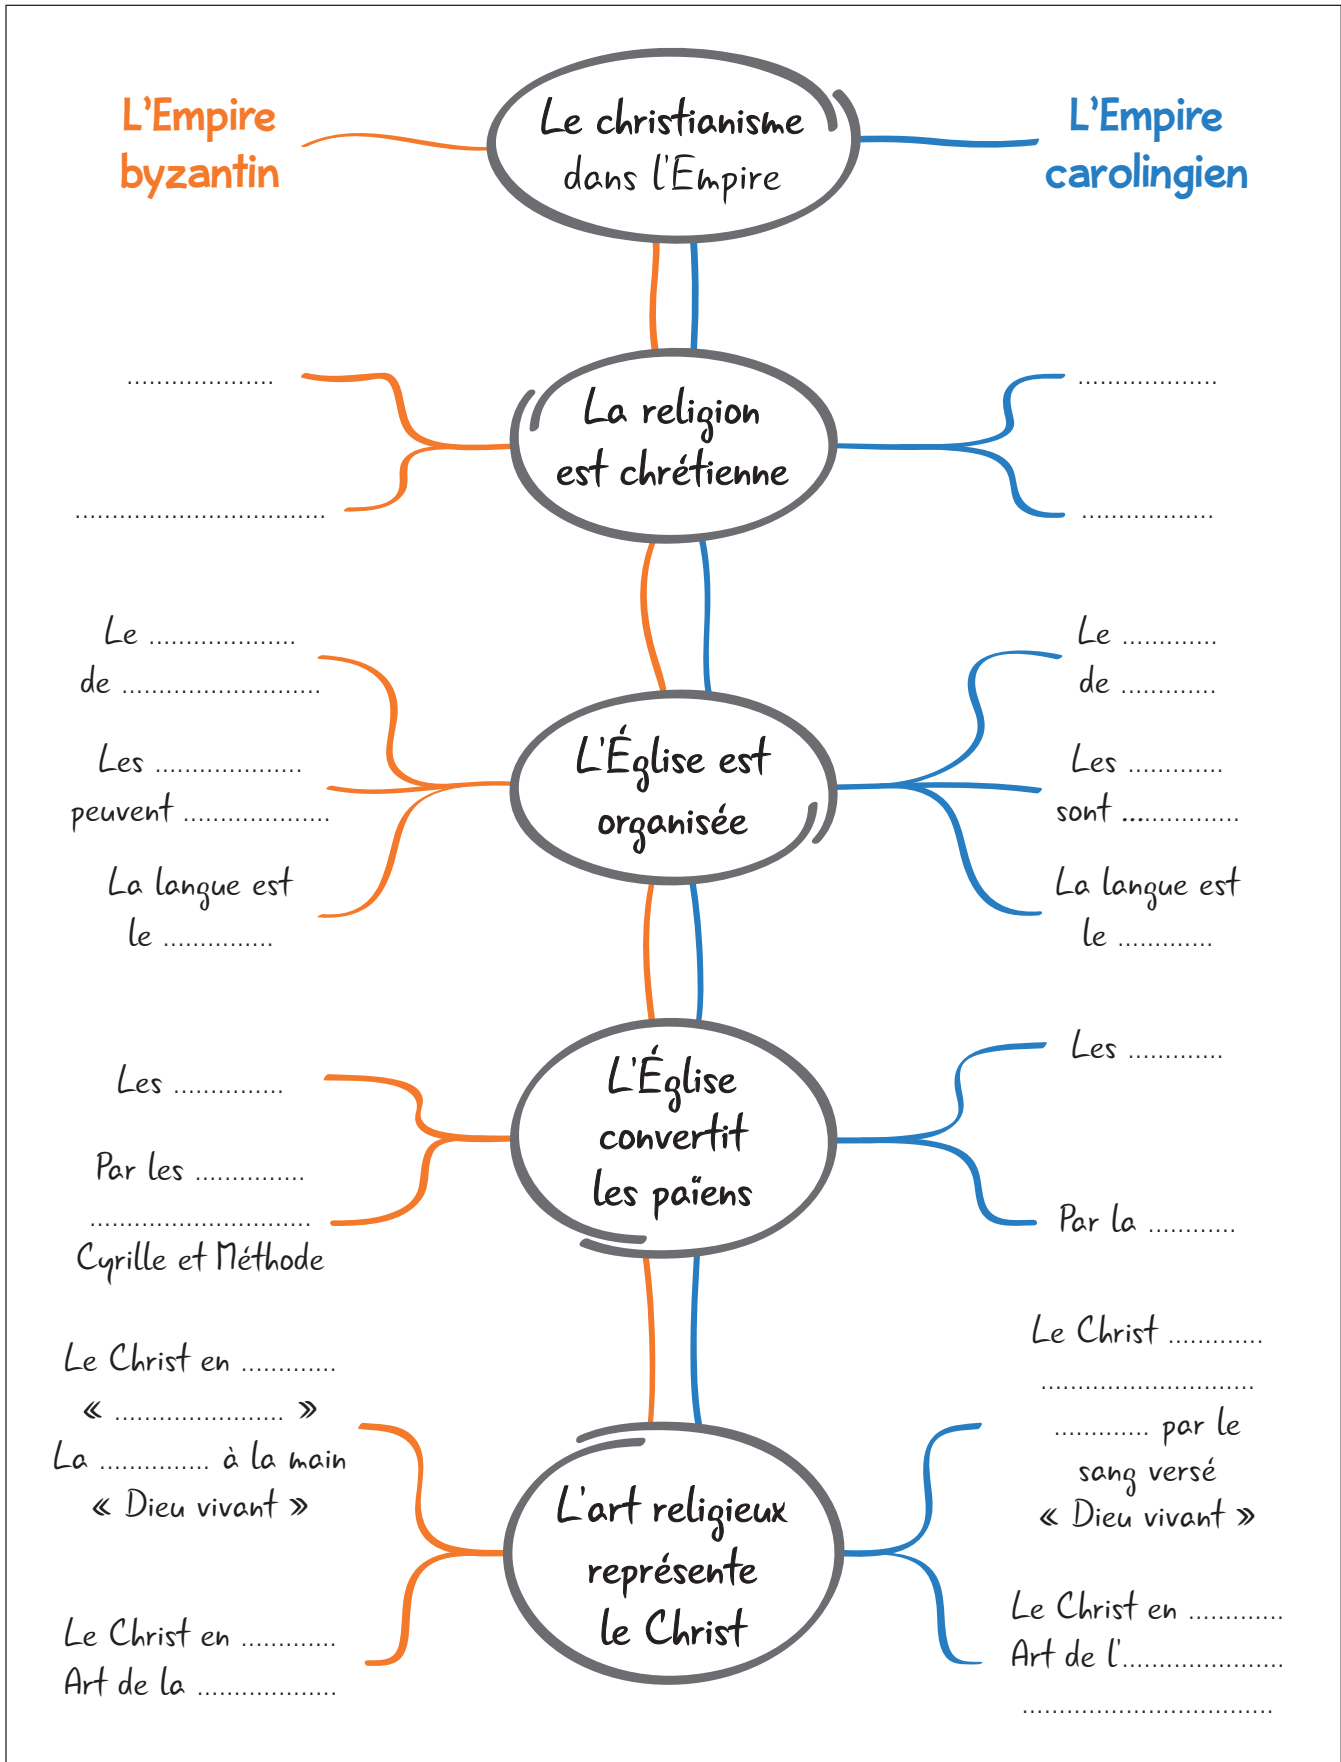 L'Empire
byzantin
Le christianisme
dans l'Empire
L'Empire
carolingien
....................
La religion
est chrétienne
...................
..................................
..................
Le ....................
de ...........................
Les ....................
peuvent ....................
La langue est
le ...............
L'Église est
organisée
Le .............
de .............
Les .............
sont ................
La langue est
le .............
Les ...............
Par les ...............
..............................
Cyrille et Méthode
L'Église
convertit
les païens
Les .............
Par la ............
Le Christ en .............
« ....................... »
La ............... à la main
« Dieu vivant »
Le Christ en .............
Art de la ...................
L'art religieux
représente
le Christ
Le Christ .............
.............................
............. par le
sang versé
« Dieu vivant »
Le Christ en .............
Art de l'......................
..................................